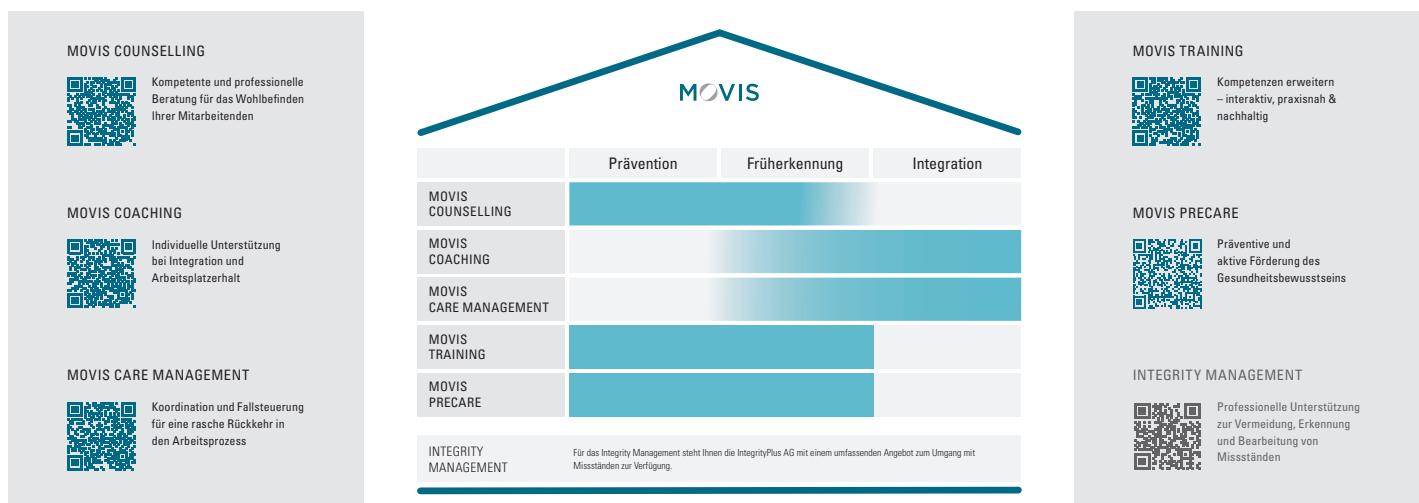 MOVIS COUNSELLING
Kompetente und professionelle
Beratung für das Wohlbefinden
Ihrer Mitarbeitenden
MOVIS COACHING
Individuelle Unterstützung
bei Integration und
Arbeitsplatzerhalt
MOVIS CARE MANAGEMENT
Koordination und Fallsteuerung
für eine rasche Rückkehr in
den Arbeitsprozess
MOVIS
Prävention Früherkennung Integration
MOVIS
COUNSELLING
MOVIS
COACHING
MOVIS
CARE MANAGEMENT
MOVIS
TRAINING
MOVIS
PRECARE
INTEGRITY
MANAGEMENT
Für das Integrity Management steht Ihnen die IntegrityPlus AG mit einem umfassenden Angebot zum Umgang mit
Missständen zur Verfügung.
MOVIS TRAINING
Kompetenzen erweitern
– interaktiv, praxisnah &
nachhaltig
MOVIS PRECARE
Präventive und
aktive Förderung des
Gesundheitsbewusstseins
INTEGRITY MANAGEMENT
Professionelle Unterstützung
zur Vermeidung, Erkennung
und Bearbeitung von
Missständen